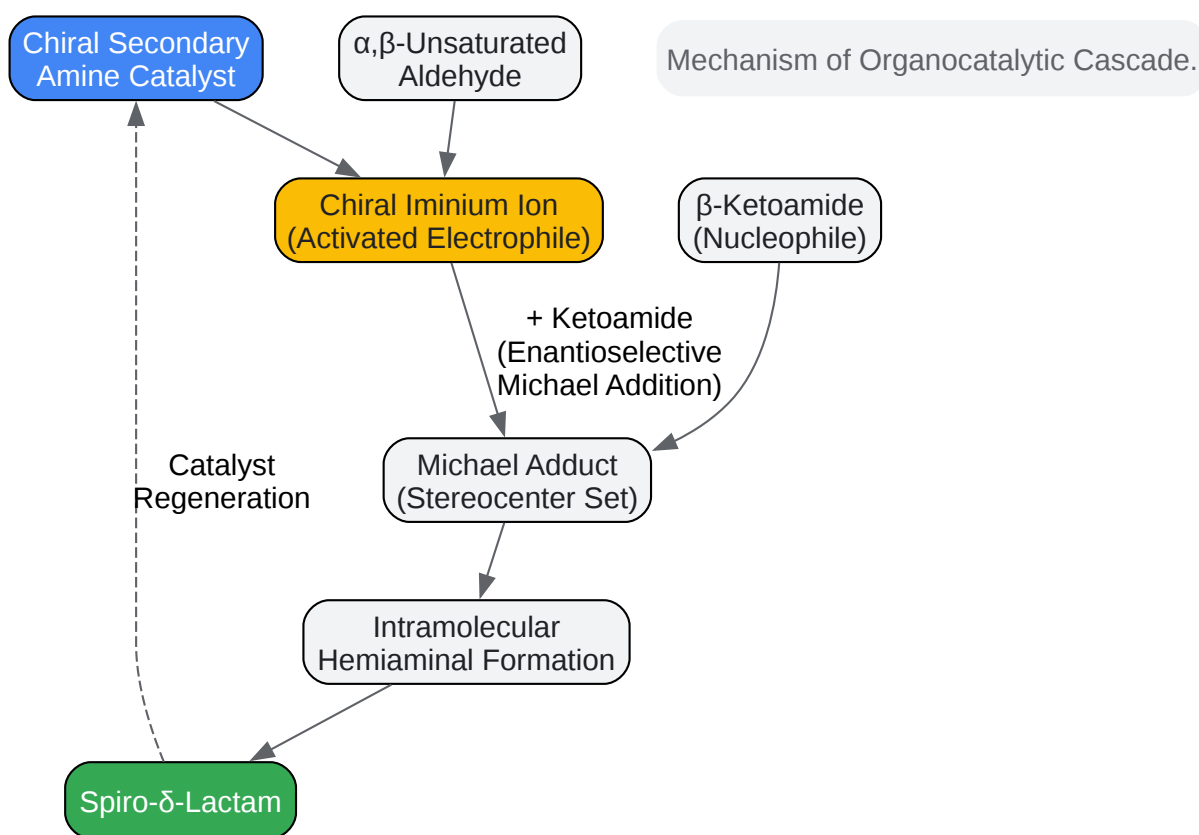 Chiral Secondary
Amine Catalyst
α,β-Unsaturated
Aldehyde
Mechanism of Organocatalytic Cascade.
Chiral Iminium Ion
(Activated Electrophile)
β-Ketoamide
(Nucleophile)
+ Ketoamide
(Enantioselective
Michael Addition)
Catalyst
Regeneration
Michael Adduct
(Stereocenter Set)
Intramolecular
Hemiaminal Formation
Spiro-δ-Lactam